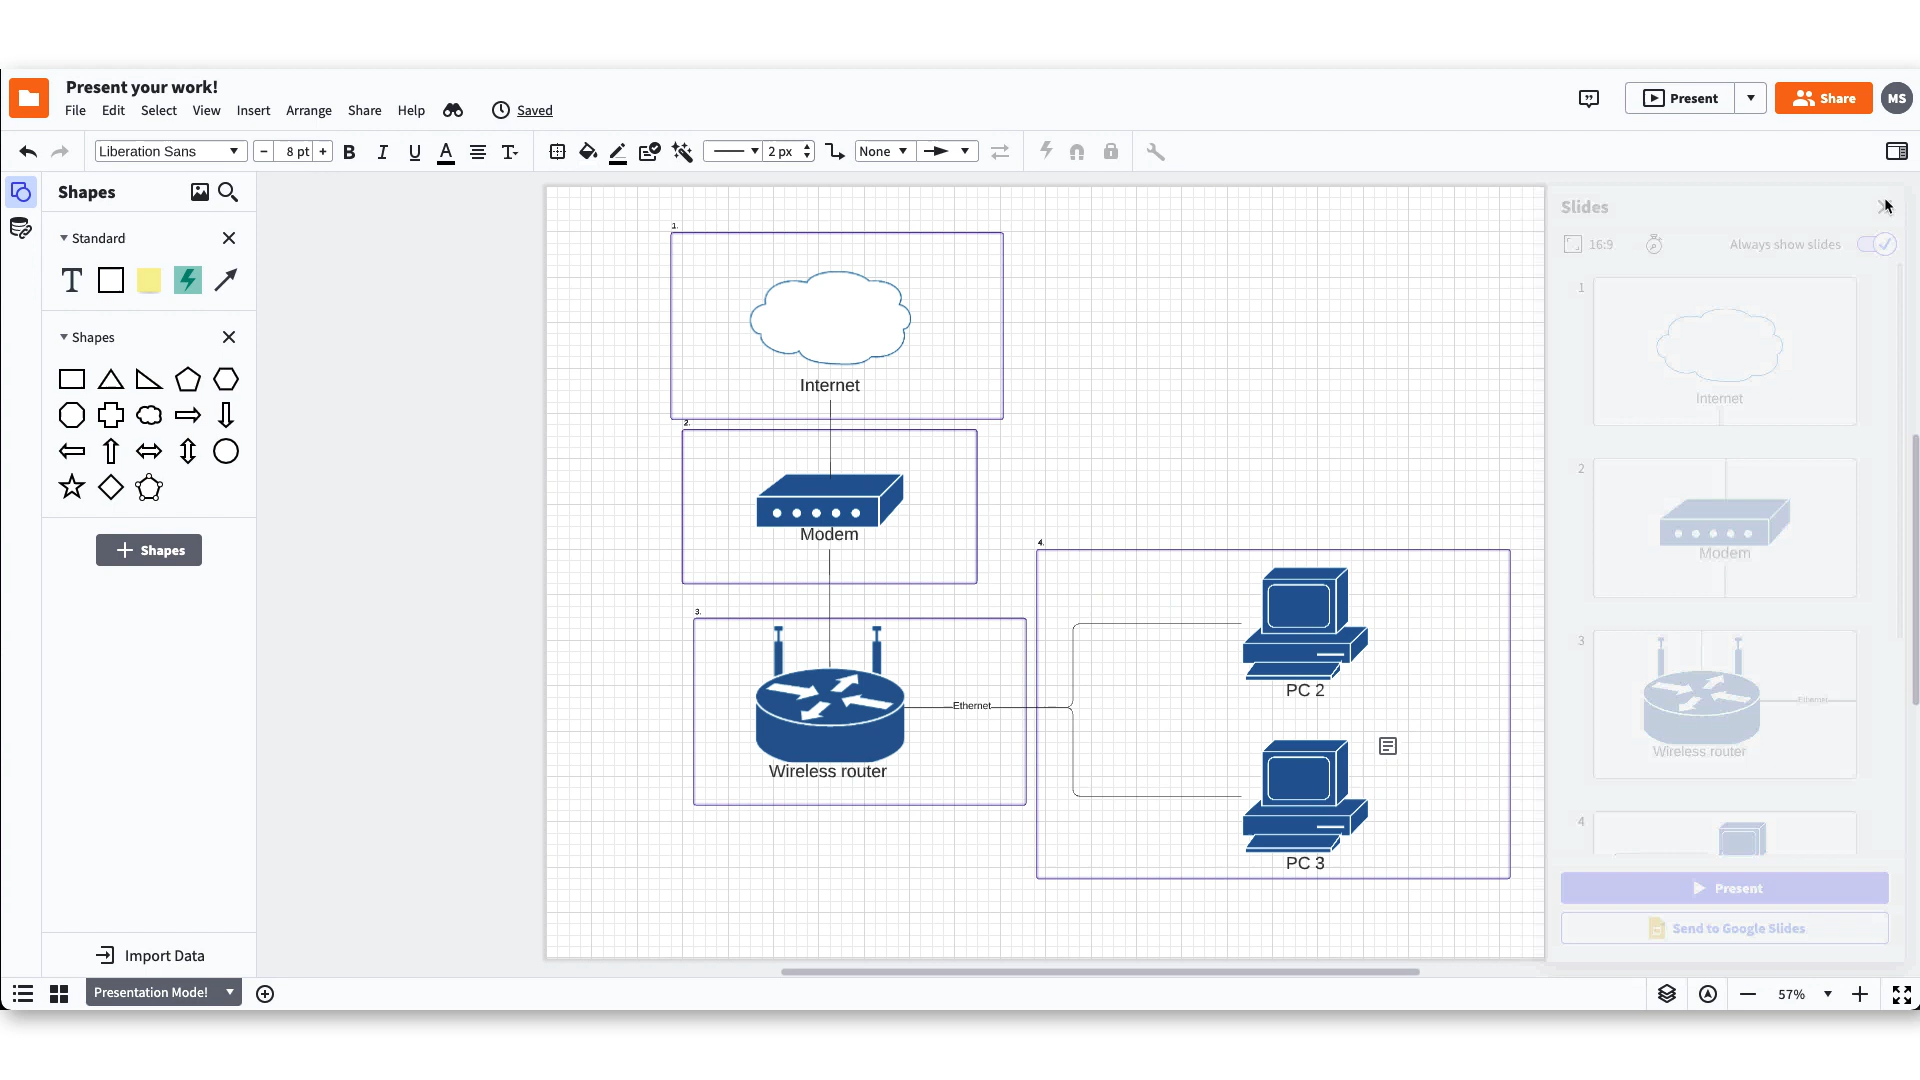 Present your work!
File Edit Select View Insert Arrange Share Help Saved
Present Share MS
Liberation Sans 8 pt B I U A T 2 px None
Shapes
Standard
T
Shapes
+ Shapes
Import Data
1.
Internet
2.
Modem
3.
Wireless router
Ethernet
4.
PC 2
PC 3
Slides
16:9 Always show slides
1
Internet
2
Modem
3
Ethernet
Wireless router
4
Present
Send to Google Slides
Presentation Mode! 57%